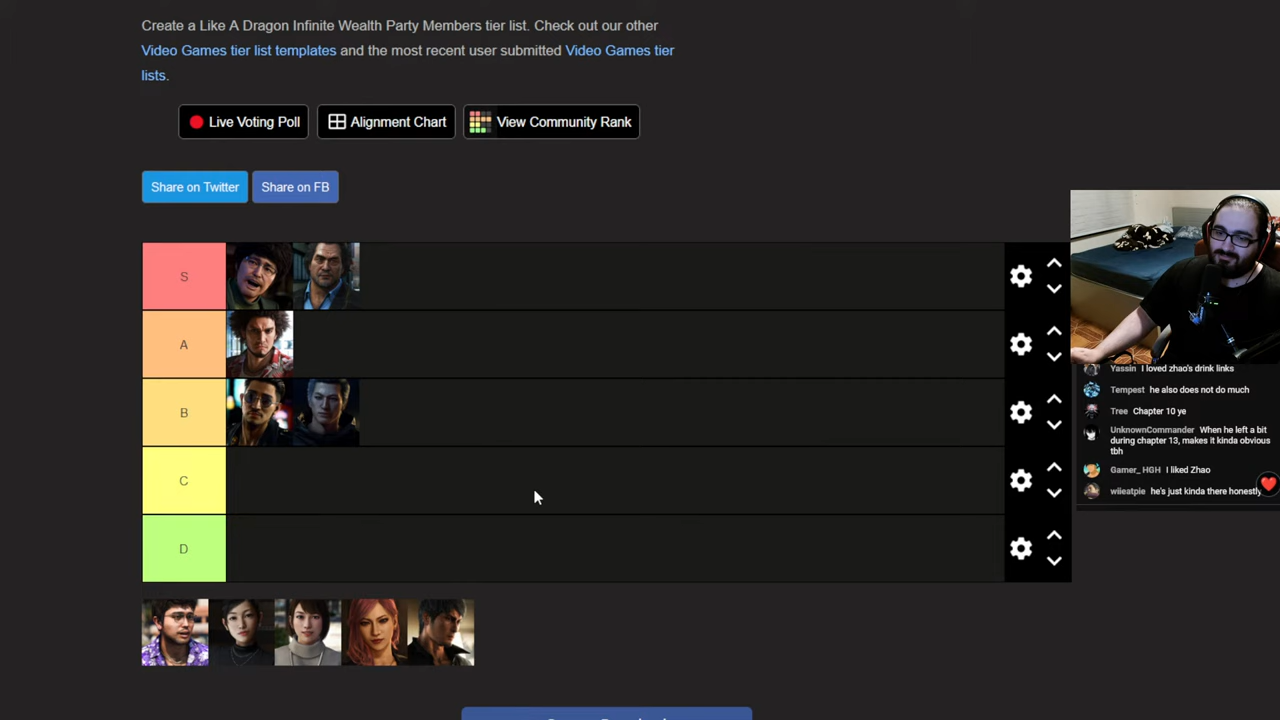 Create a Like A Dragon Infinite Wealth Party Members tier list. Check out our other
Video Games tier list templates and the most recent user submitted Video Games tier
lists.
Live Voting Poll
Alignment Chart
View Community Rank
Share on Twitter
Share on FB
S
A
B
C
D
Yassin I loved zhao's drink links
Tempest he also does not do much
Tree Chapter 10 ye
UnknownCommander When he left a bit
during chapter 13, makes it kinda obvious
tbh
Gamer_HGH I liked Zhao
wiieatpie he's just kinda there honestly